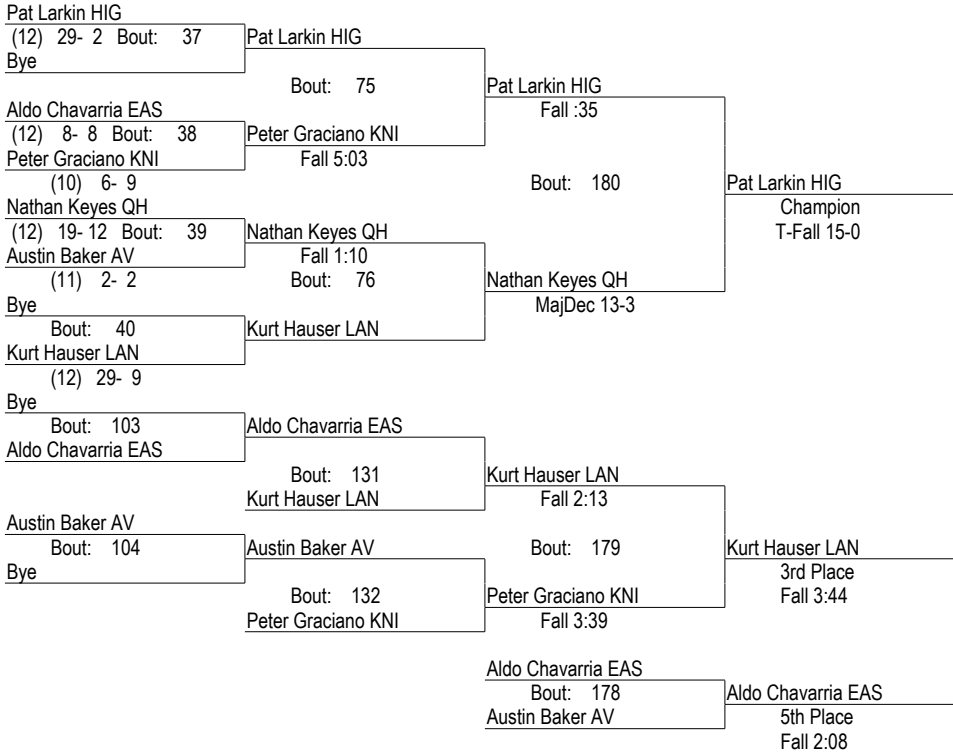 Pat Larkin HIG
(12) 29- 2 Bout: 37
Pat Larkin HIG
Bye
Bout: 75
Pat Larkin HIG
Aldo Chavarria EAS
Fall :35
(12) 8- 8 Bout: 38
Peter Graciano KNI
Peter Graciano KNI
Fall 5:03
(10) 6- 9
Bout: 180
Pat Larkin HIG
Nathan Keyes QH
Champion
(12) 19- 12 Bout: 39
Nathan Keyes QH
T-Fall 15-0
Austin Baker AV
Fall 1:10
(11) 2- 2
Bout: 76
Nathan Keyes QH
Bye
MajDec 13-3
Bout: 40
Kurt Hauser LAN
Kurt Hauser LAN
(12) 29- 9
Bye
Bout: 103
Aldo Chavarria EAS
Aldo Chavarria EAS
Bout: 131
Kurt Hauser LAN
Kurt Hauser LAN
Fall 2:13
Austin Baker AV
Bout: 104
Austin Baker AV
Bout: 179
Kurt Hauser LAN
Bye
3rd Place
Bout: 132
Peter Graciano KNI
Fall 3:44
Peter Graciano KNI
Fall 3:39
Aldo Chavarria EAS
Bout: 178
Aldo Chavarria EAS
Austin Baker AV
5th Place
Fall 2:08